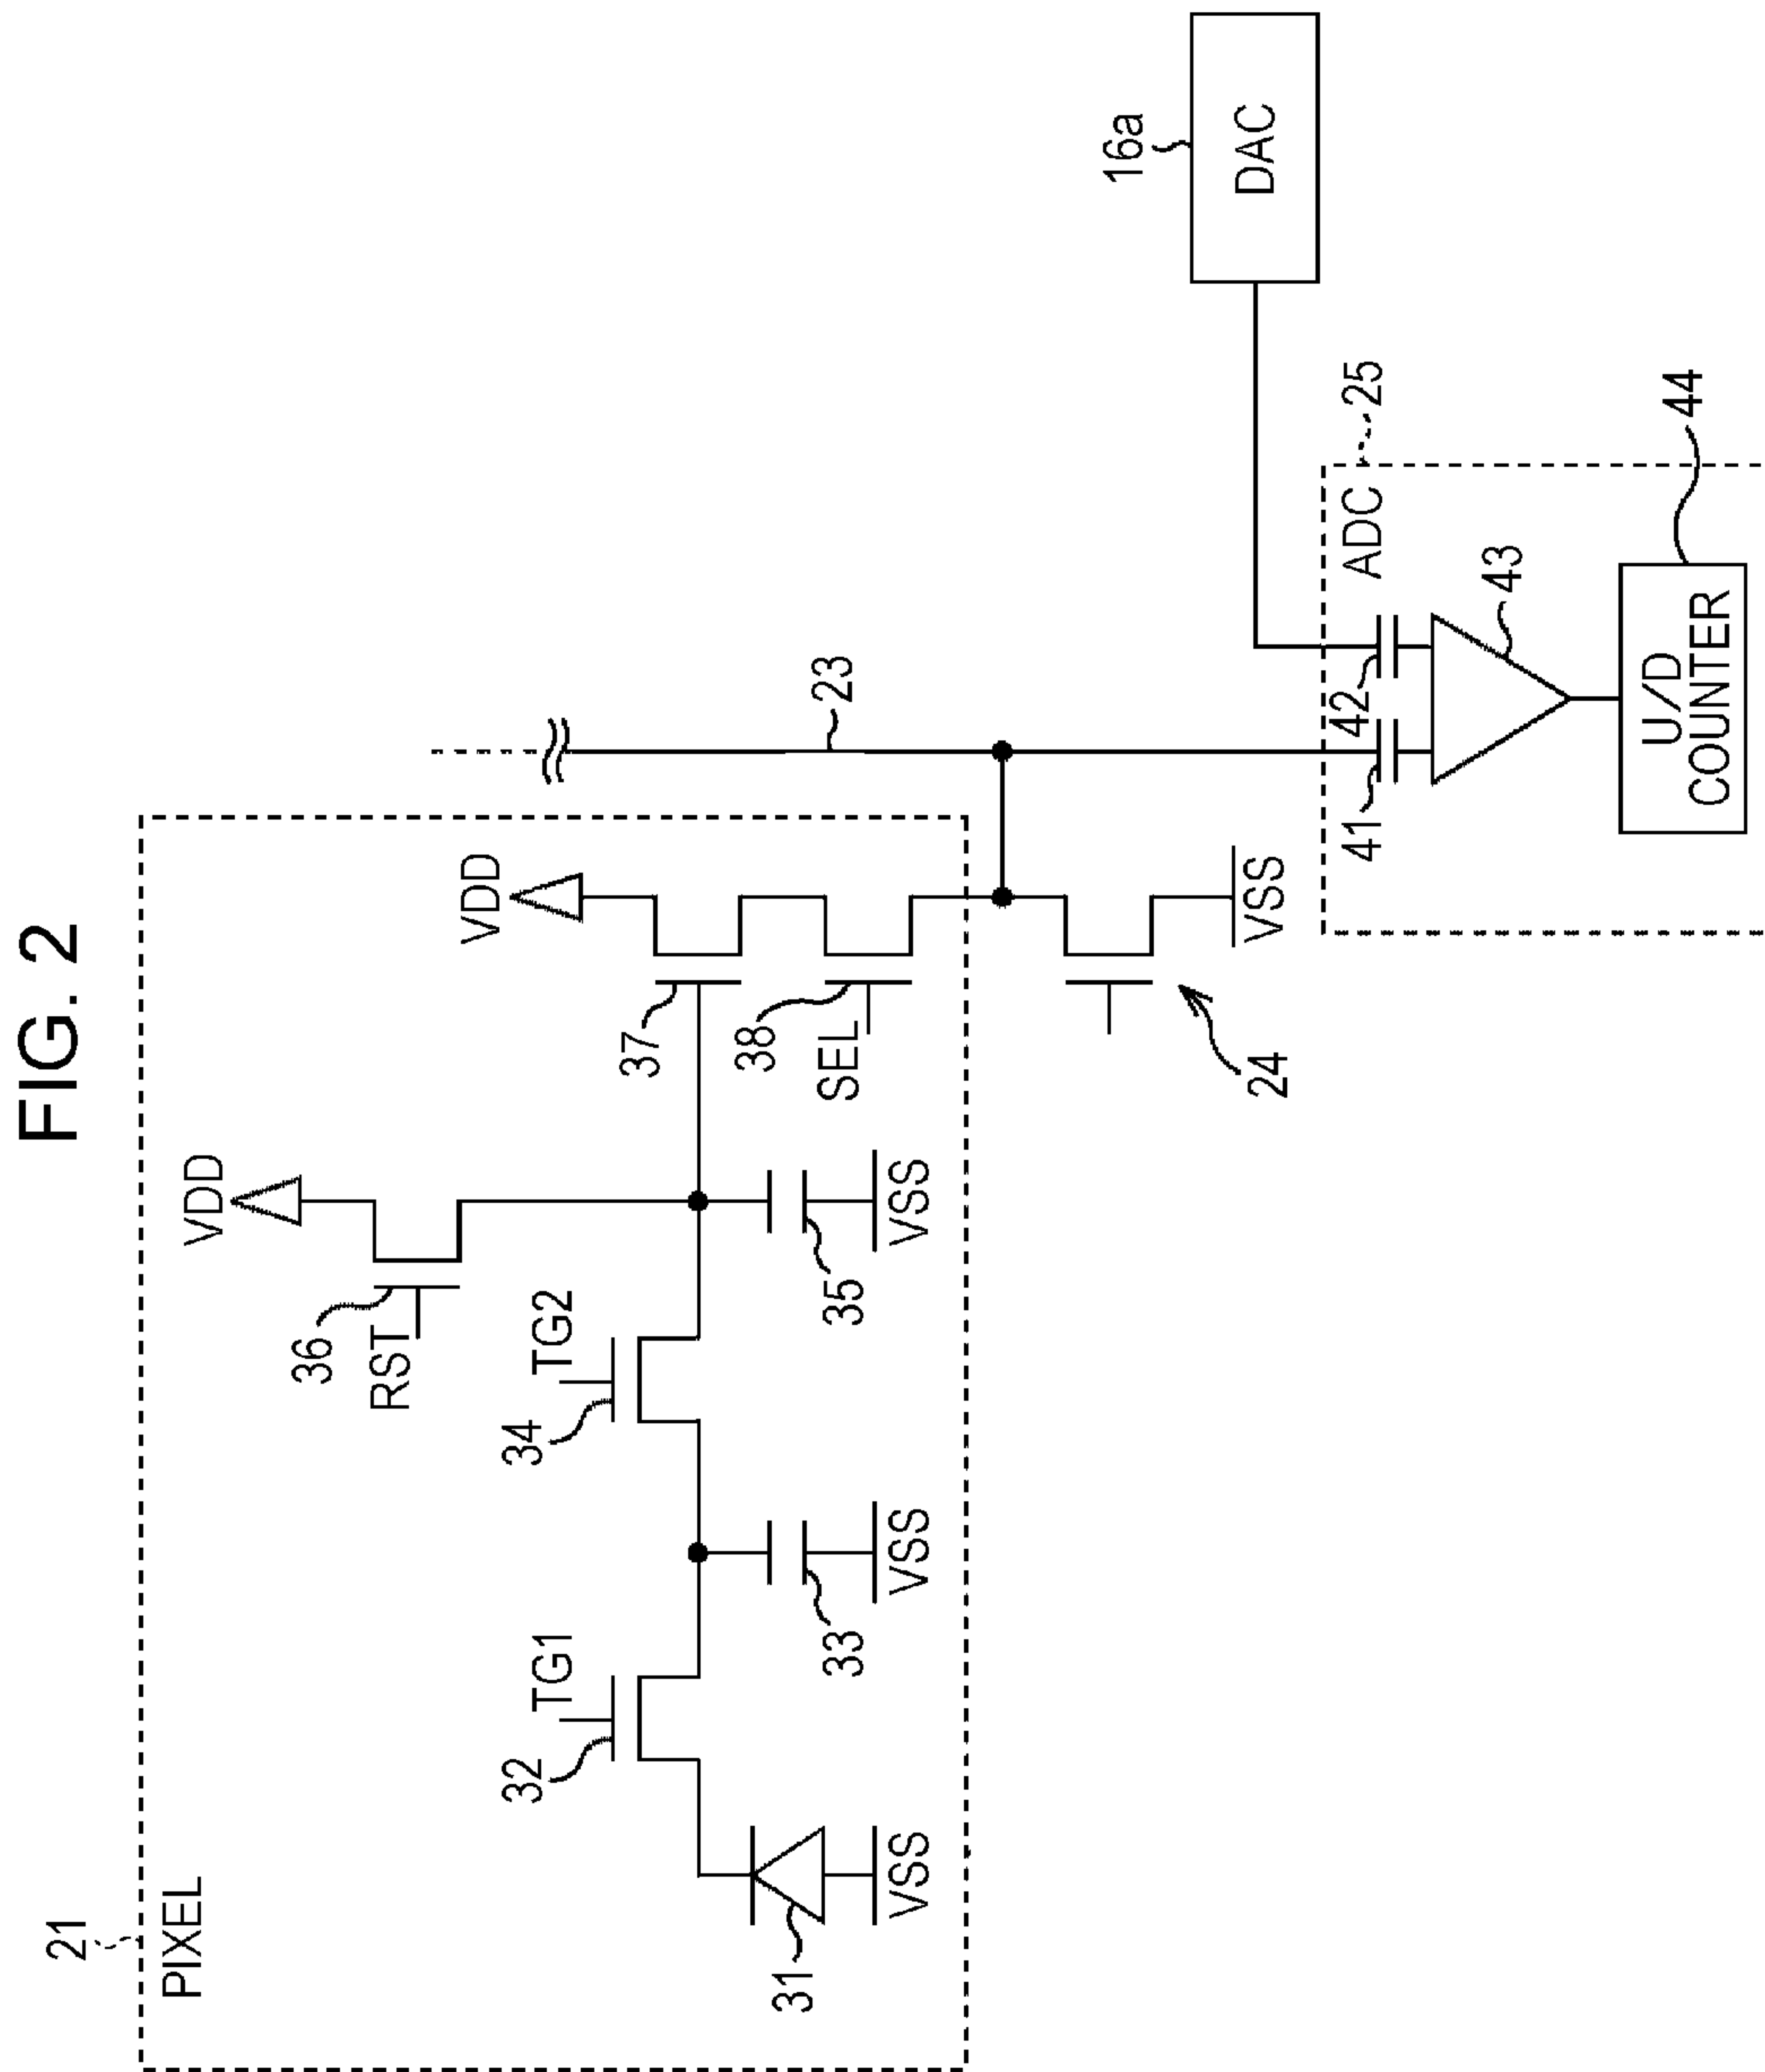 FIG. 2
21
PIXEL
VDD
36
RST
VDD
32
TG1
34
TG2
37
38
SEL
31
VSS
33
VSS
35
VSS
23
24
VSS
16a
DAC
41
42
ADC
25
43
U/D
COUNTER
44